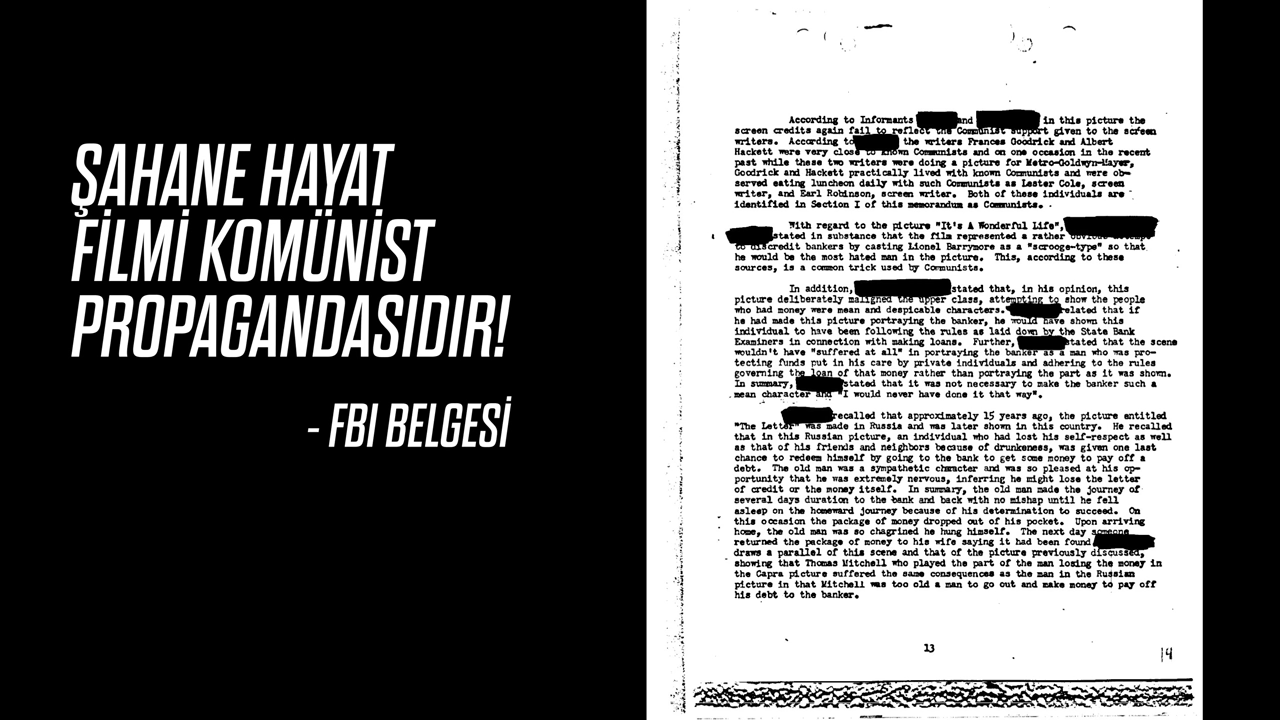 ŞAHANE HAYAT
FİLMİ KOMÜNİST
PROPAGANDASIDIR!
- FBI BELGESİ
According to Informants and in this picture the
screen credits again fail to reflect the Communist support given to the screen
writers. According to the writers Frances Goodrick and Albert
Hackett were very close to known Communists and on one occasion in the recent
past while these two writers were doing a picture for Metro-Goldwyn-Mayer,
Goodrick and Hackett practically lived with known Communists and were ob-
served eating luncheon daily with such Communists as Lester Cole, screen
writer, and Earl Robinson, screen writer. Both of these individuals are
identified in Section I of this memorandum as Communists.
With regard to the picture "It's A Wonderful Life",
stated in substance that the film represented a rather obvious attempt
to discredit bankers by casting Lionel Barrymore as a "scrooge-type" so that
he would be the most hated man in the picture. This, according to these
sources, is a common trick used by Communists.
In addition, stated that, in his opinion, this
picture deliberately maligned the upper class, attempting to show the people
who had money were mean and despicable characters. related that if
he had made this picture portraying the banker, he would have shown this
individual to have been following the rules as laid down by the State Bank
Examiners in connection with making loans. Further, stated that the scene
wouldn't have "suffered at all" in portraying the banker as a man who was pro-
tecting funds put in his care by private individuals and adhering to the rules
governing the loan of that money rather than portraying the part as it was shown.
In summary, stated that it was not necessary to make the banker such a
mean character and "I would never have done it that way".
recalled that approximately 15 years ago, the picture entitled
"The Letter" was made in Russia and was later shown in this country. He recalled
that in this Russian picture, an individual who had lost his self-respect as well
as that of his friends and neighbors because of drunkeness, was given one last
chance to redeem himself by going to the bank to get some money to pay off a
debt. The old man was a sympathetic character and was so pleased at his op-
portunity that he was extremely nervous, inferring he might lose the letter
of credit or the money itself. In summary, the old man made the journey of
several days duration to the bank and back with no mishap until he fell
asleep on the homeward journey because of his determination to succeed. On
this occasion the package of money dropped out of his pocket. Upon arriving
home, the old man was so chagrined he hung himself. The next day someone
returned the package of money to his wife saying it had been found
draws a parallel of this scene and that of the picture previously discussed,
showing that Thomas Mitchell who played the part of the man losing the money in
the Capra picture suffered the same consequences as the man in the Russian
picture in that Mitchell was too old a man to go out and make money to pay off
his debt to the banker.
13
14